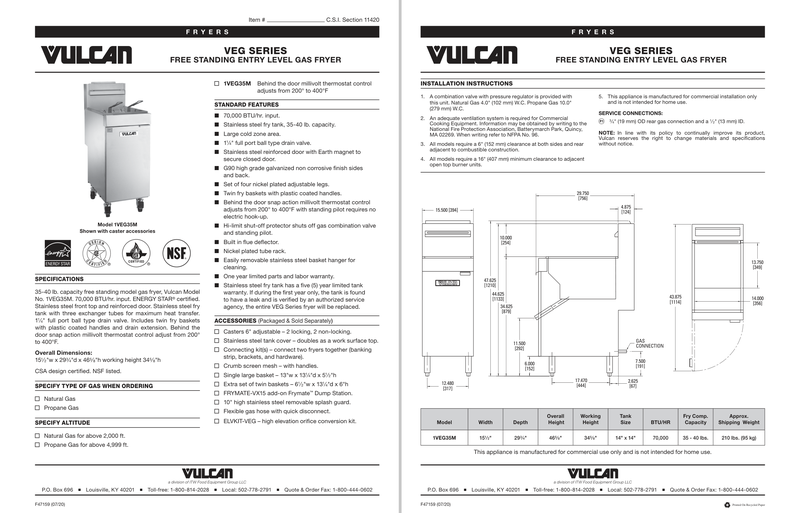 Item # ____________________ C.S.I. Section 11420
FRYERS
VULCAN
VEG SERIES
FREE STANDING ENTRY LEVEL GAS FRYER
VULCAN
Model 1VEG35M
Shown with caster accessories
NSF
SPECIFICATIONS
35-40 lb. capacity free standing model gas fryer, Vulcan Model
No. 1VEG35M. 70,000 BTU/hr. input. ENERGY STAR® certified.
Stainless steel front top and reinforced door. Stainless steel fry
tank with three exchanger tubes for maximum heat transfer.
1¼" full port ball type drain valve. Includes twin fry baskets
with plastic coated handles and drain extension. Behind the
door snap action millivolt thermostat control adjust from 200°
to 400°F.
Overall Dimensions:
CSA design certified. NSF listed.
SPECIFY TYPE OF GAS WHEN ORDERING
Natural Gas
Propane Gas
SPECIFY ALTITUDE
Natural Gas for above 2,000 ft.
Propane Gas for above 4,999 ft.
1VEG35M Behind the door millivolt thermostat control
adjusts from 200° to 400°F
STANDARD FEATURES
70,000 BTU/hr. input.
Stainless steel fry tank, 35-40 lb. capacity.
Large cold zone area.
1¼" full port ball type drain valve.
Stainless steel reinforced door with Earth magnet to
secure closed door.
G90 high grade galvanized non corrosive finish sides
and back.
Set of four nickel plated adjustable legs.
Twin fry baskets with plastic coated handles.
Behind the door snap action millivolt thermostat control
adjusts from 200° to 400°F with standing pilot requires no
electric hook-up.
Hi-limit shut-off protector shuts off gas combination valve
and standing pilot.
Built in flue deflector.
Nickel plated tube rack.
Easily removable stainless steel basket hanger for
cleaning.
One year limited parts and labor warranty.
Stainless steel fry tank has a five (5) year limited tank
warranty. If during the first year only, the tank is found
to have a leak and is verified by an authorized service
agency, the entire VEG Series fryer will be replaced.
ACCESSORIES (Packaged & Sold Separately)
Casters 6" adjustable – 2 locking, 2 non-locking.
Stainless steel tank cover – doubles as a work surface top.
Connecting kit(s) – connect two fryers together (banking
strip, brackets, and hardware).
Crumb screen mesh – with handles.
Single large basket – 13"w x 13¼"d x 5½"h
Extra set of twin baskets – 6½"w x 13¼"d x 6"h
FRYMATE-VX15 add-on Frymate™ Dump Station.
10" high stainless steel removable splash guard.
Flexible gas hose with quick disconnect.
ELVKIT-VEG – high elevation orifice conversion kit.
VULCAN
a division of ITW Food Equipment Group LLC
P.O. Box 696 ● Louisville, KY 40201 ● Toll-free: 1-800-814-2028 ● Local: 502-778-2791 ● Quote & Order Fax: 1-800-444-0602
F47159 (07/20)
FRYERS
VULCAN
VEG SERIES
FREE STANDING ENTRY LEVEL GAS FRYER
INSTALLATION INSTRUCTIONS
1. A combination valve with pressure regulator is provided with
this unit. Natural Gas 4.0" (102 mm) W.C. Propane Gas 10.0"
(279 mm) W.C.
2. An adequate ventilation system is required for Commercial
Cooking Equipment. Information may be obtained by writing to the
National Fire Protection Association, Batterymarch Park, Quincy,
MA 02269. When writing refer to NFPA No. 96.
3. All models require a 6" (152 mm) clearance at both sides and rear
adjacent to combustible construction.
4. All models require a 16" (407 mm) minimum clearance to adjacent
open top burner units.
5. This appliance is manufactured for commercial installation only
and is not intended for home use.
SERVICE CONNECTIONS:
¾" (19 mm) OD rear gas connection and a ½" (13 mm) ID.
NOTE: In line with its policy to continually improve its product,
Vulcan reserves the right to change materials and specifications
without notice.
15.500 [394]
29.750
[756]
4.875
[124]
10.000
[254]
47.625
[1210]
44.625
[1133]
34.625
[879]
11.500
[292]
6.000
[152]
GAS
CONNECTION
7.500
[191]
12.480
[317]
17.470
[444]
2.625
[67]
43.875
[1114]
13.750
[349]
14.000
[356]
Model Width Depth Overall Height Working Height Tank Size BTU/HR Fry Comp. Capacity Approx. Shipping Weight
1VEG35M 15½" 29¾" 46⅝" 34⅝" 14" x 14" 70,000 35 - 40 lbs. 210 lbs. (95 kg)
This appliance is manufactured for commercial use only and is not intended for home use.
VULCAN
a division of ITW Food Equipment Group LLC
P.O. Box 696 ● Louisville, KY 40201 ● Toll-free: 1-800-814-2028 ● Local: 502-778-2791 ● Quote & Order Fax: 1-800-444-0602
F47159 (07/20)
Printed On Recycled Paper